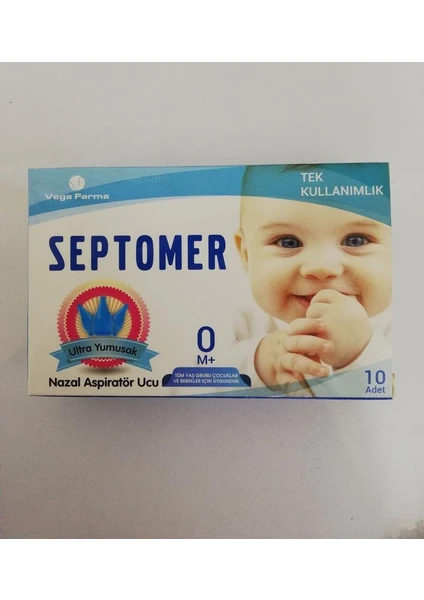 Vega Farma
TEK
KULLANIMLIK
SEPTOMER
Ultra Yumusak
0
M+
Nazal Aspiratör Ucu
TÜM YAŞ GRUBU ÇOCUKLAR
VE BEBEKLER İÇİN UYGUNDUR.
10
Adet